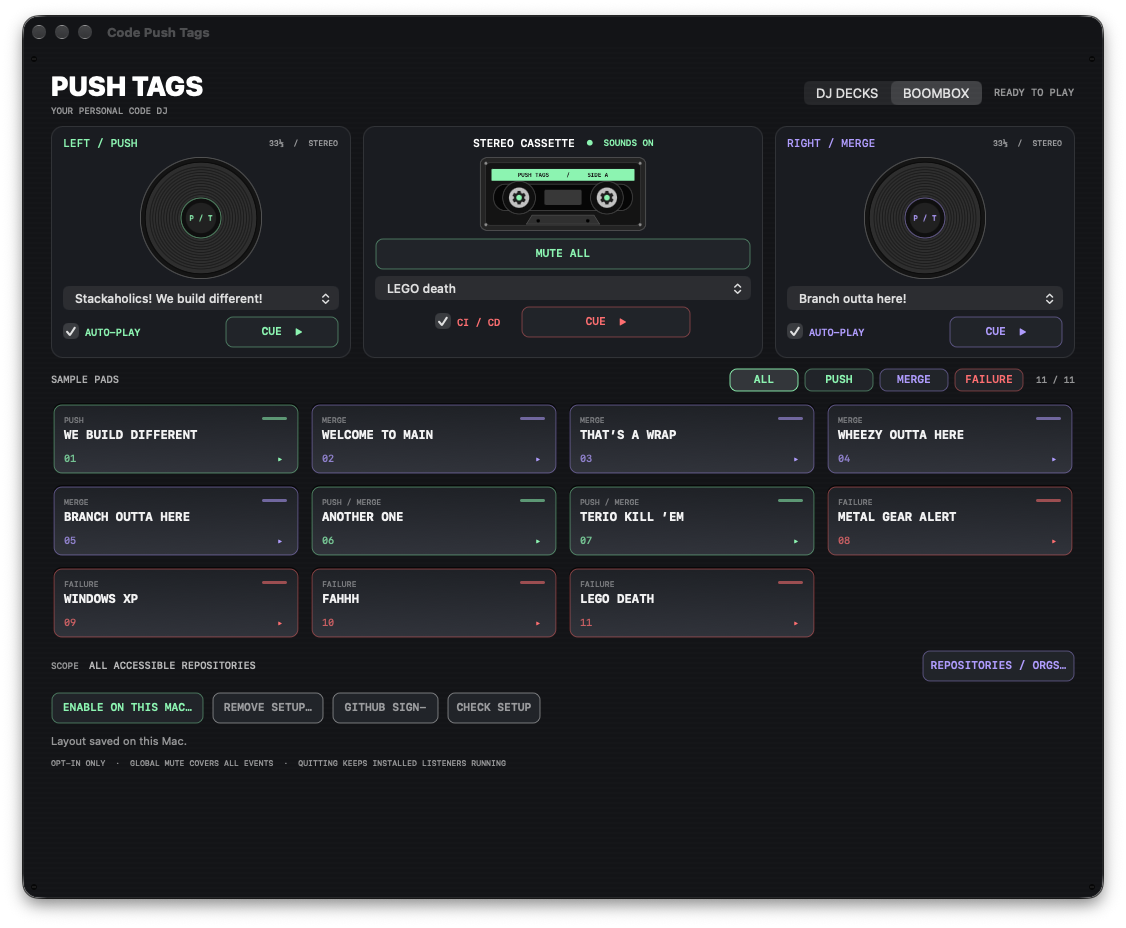 Code Push Tags
PUSH TAGS
YOUR PERSONAL CODE DJ
DJ DECKS
BOOMBOX
READY TO PLAY
LEFT / PUSH
33⅓ / STEREO
P / T
Stackaholics! We build different!
AUTO-PLAY
CUE ▶
STEREO CASSETTE ● SOUNDS ON
PUSH TAGS / SIDE A
MUTE ALL
LEGO death
CI / CD
CUE ▶
RIGHT / MERGE
33⅓ / STEREO
P / T
Branch outta here!
AUTO-PLAY
CUE ▶
SAMPLE PADS
ALL
PUSH
MERGE
FAILURE
11 / 11
PUSH
WE BUILD DIFFERENT
01
MERGE
WELCOME TO MAIN
02
MERGE
THAT’S A WRAP
03
MERGE
WHEEZY OUTTA HERE
04
MERGE
BRANCH OUTTA HERE
05
PUSH / MERGE
ANOTHER ONE
06
PUSH / MERGE
TERIO KILL ’EM
07
FAILURE
METAL GEAR ALERT
08
FAILURE
WINDOWS XP
09
FAILURE
FAHHH
10
FAILURE
LEGO DEATH
11
SCOPE ALL ACCESSIBLE REPOSITORIES
REPOSITORIES / ORGS…
ENABLE ON THIS MAC…
REMOVE SETUP…
GITHUB SIGN-
CHECK SETUP
Layout saved on this Mac.
OPT-IN ONLY · GLOBAL MUTE COVERS ALL EVENTS · QUITTING KEEPS INSTALLED LISTENERS RUNNING